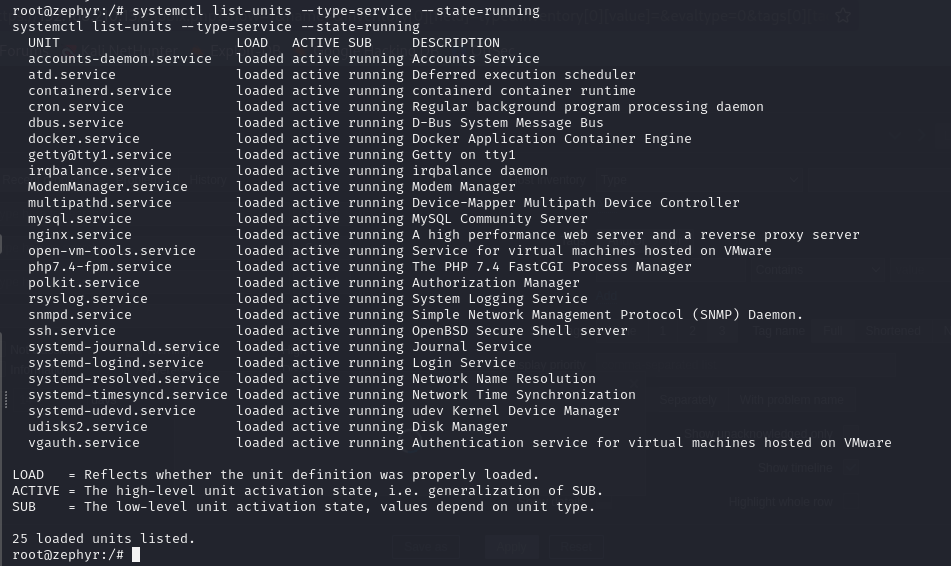 root@zephyr:/# systemctl list-units --type=service --state=running
systemctl list-units --type=service --state=running
  UNIT                      LOAD   ACTIVE SUB     DESCRIPTION
  accounts-daemon.service   loaded active running Accounts Service
  atd.service               loaded active running Deferred execution scheduler
  containerd.service        loaded active running containerd container runtime
  cron.service              loaded active running Regular background program processing daemon
  dbus.service              loaded active running D-Bus System Message Bus
  docker.service            loaded active running Docker Application Container Engine
  getty@tty1.service        loaded active running Getty on tty1
  irqbalance.service        loaded active running irqbalance daemon
  ModemManager.service      loaded active running Modem Manager
  multipathd.service        loaded active running Device-Mapper Multipath Device Controller
  mysql.service             loaded active running MySQL Community Server
  nginx.service             loaded active running A high performance web server and a reverse proxy server
  open-vm-tools.service     loaded active running Service for virtual machines hosted on VMware
  php7.4-fpm.service        loaded active running The PHP 7.4 FastCGI Process Manager
  polkit.service            loaded active running Authorization Manager
  rsyslog.service           loaded active running System Logging Service
  snmpd.service             loaded active running Simple Network Management Protocol (SNMP) Daemon.
  ssh.service               loaded active running OpenBSD Secure Shell server
  systemd-journald.service  loaded active running Journal Service
  systemd-logind.service    loaded active running Login Service
  systemd-resolved.service  loaded active running Network Name Resolution
  systemd-timesyncd.service loaded active running Network Time Synchronization
  systemd-udevd.service     loaded active running udev Kernel Device Manager
  udisks2.service           loaded active running Disk Manager
  vgauth.service            loaded active running Authentication service for virtual machines hosted on VMware

LOAD   = Reflects whether the unit definition was properly loaded.
ACTIVE = The high-level unit activation state, i.e. generalization of SUB.
SUB    = The low-level unit activation state, values depend on unit type.

25 loaded units listed.
root@zephyr:/#